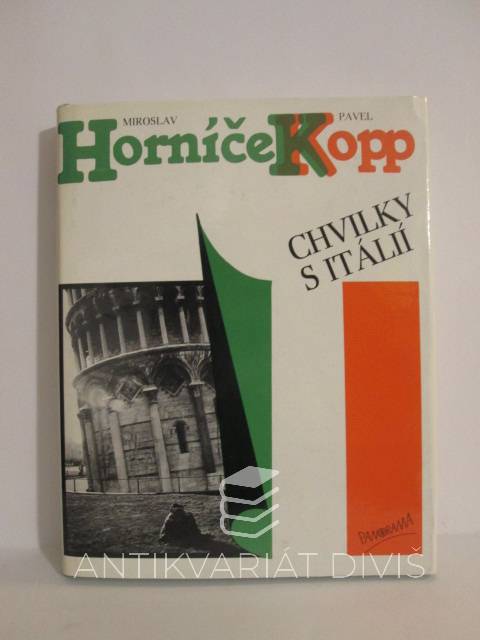 MIROSLAV PAVEL
HorníčeKopp
CHVILKY
S ITÁLIÍ
PANORAMA
ANTIKVARIÁT DIVIŠ